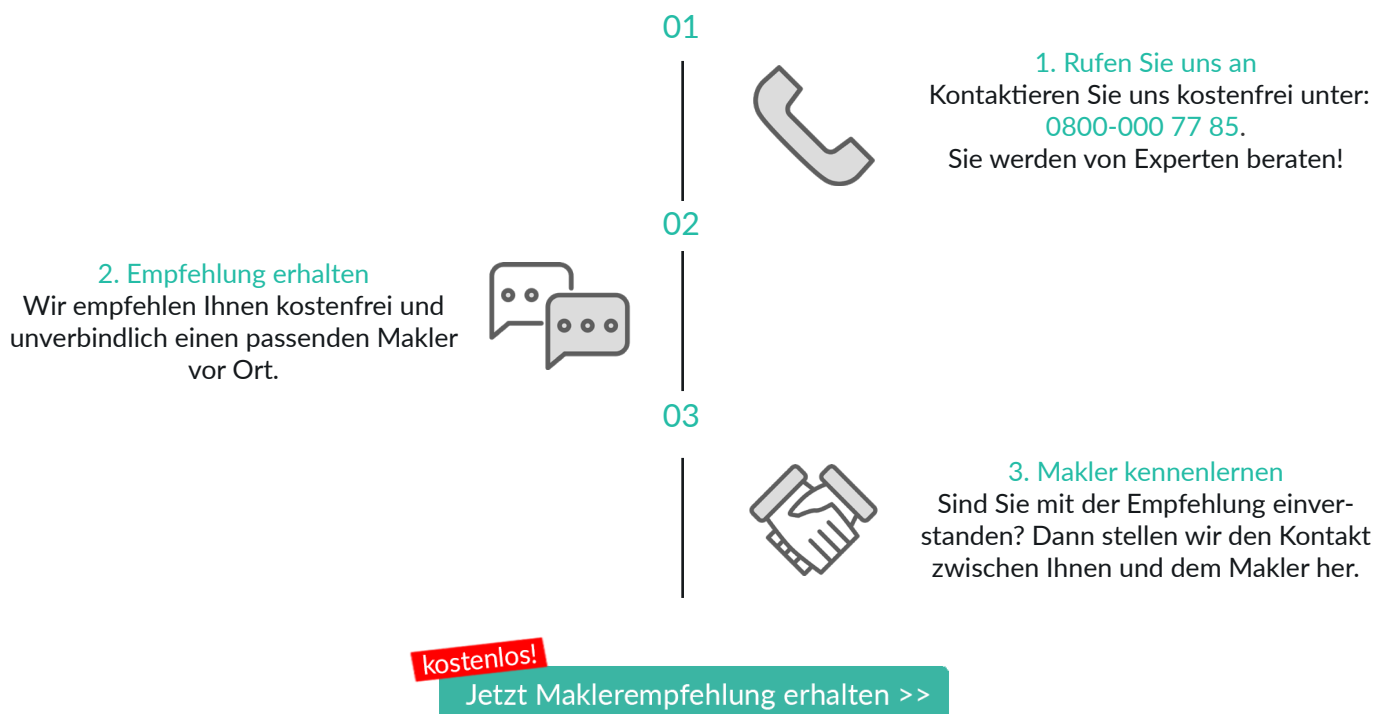 01
1. Rufen Sie uns an
Kontaktieren Sie uns kostenfrei unter:
0800-000 77 85.
Sie werden von Experten beraten!
02
2. Empfehlung erhalten
Wir empfehlen Ihnen kostenfrei und
unverbindlich einen passenden Makler
vor Ort.
03
3. Makler kennenlernen
Sind Sie mit der Empfehlung einver-
standen? Dann stellen wir den Kontakt
zwischen Ihnen und dem Makler her.
kostenlos!
Jetzt Maklerempfehlung erhalten >>